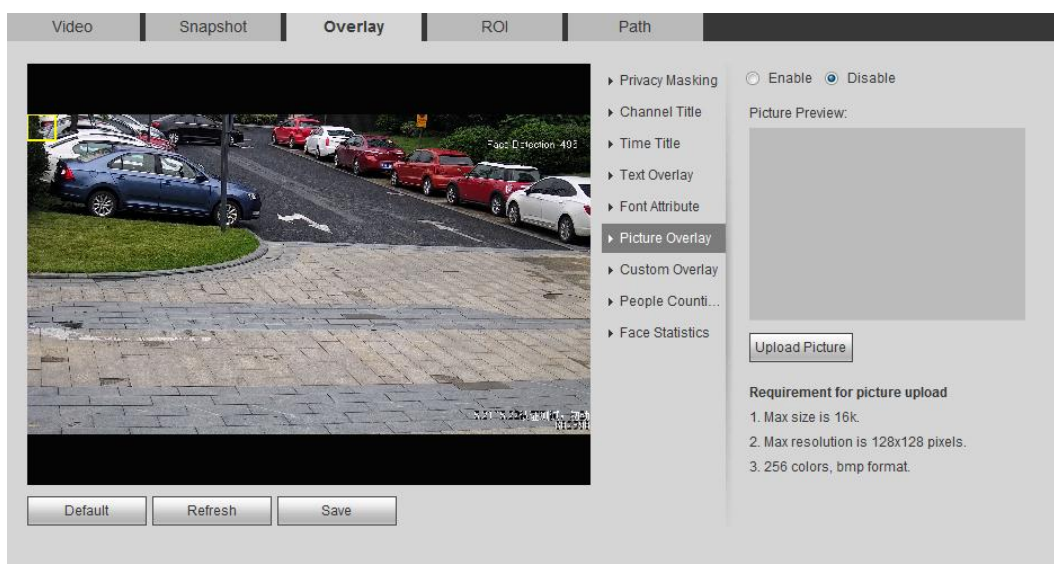 Video
Snapshot
Overlay
ROI
Path
Face Detection
Privacy Masking
Channel Title
Time Title
Text Overlay
Font Attribute
Picture Overlay
Custom Overlay
People Counti...
Face Statistics
Enable
Disable
Picture Preview:
Upload Picture
Requirement for picture upload
1. Max size is 16k.
2. Max resolution is 128x128 pixels.
3. 256 colors, bmp format.
Default
Refresh
Save